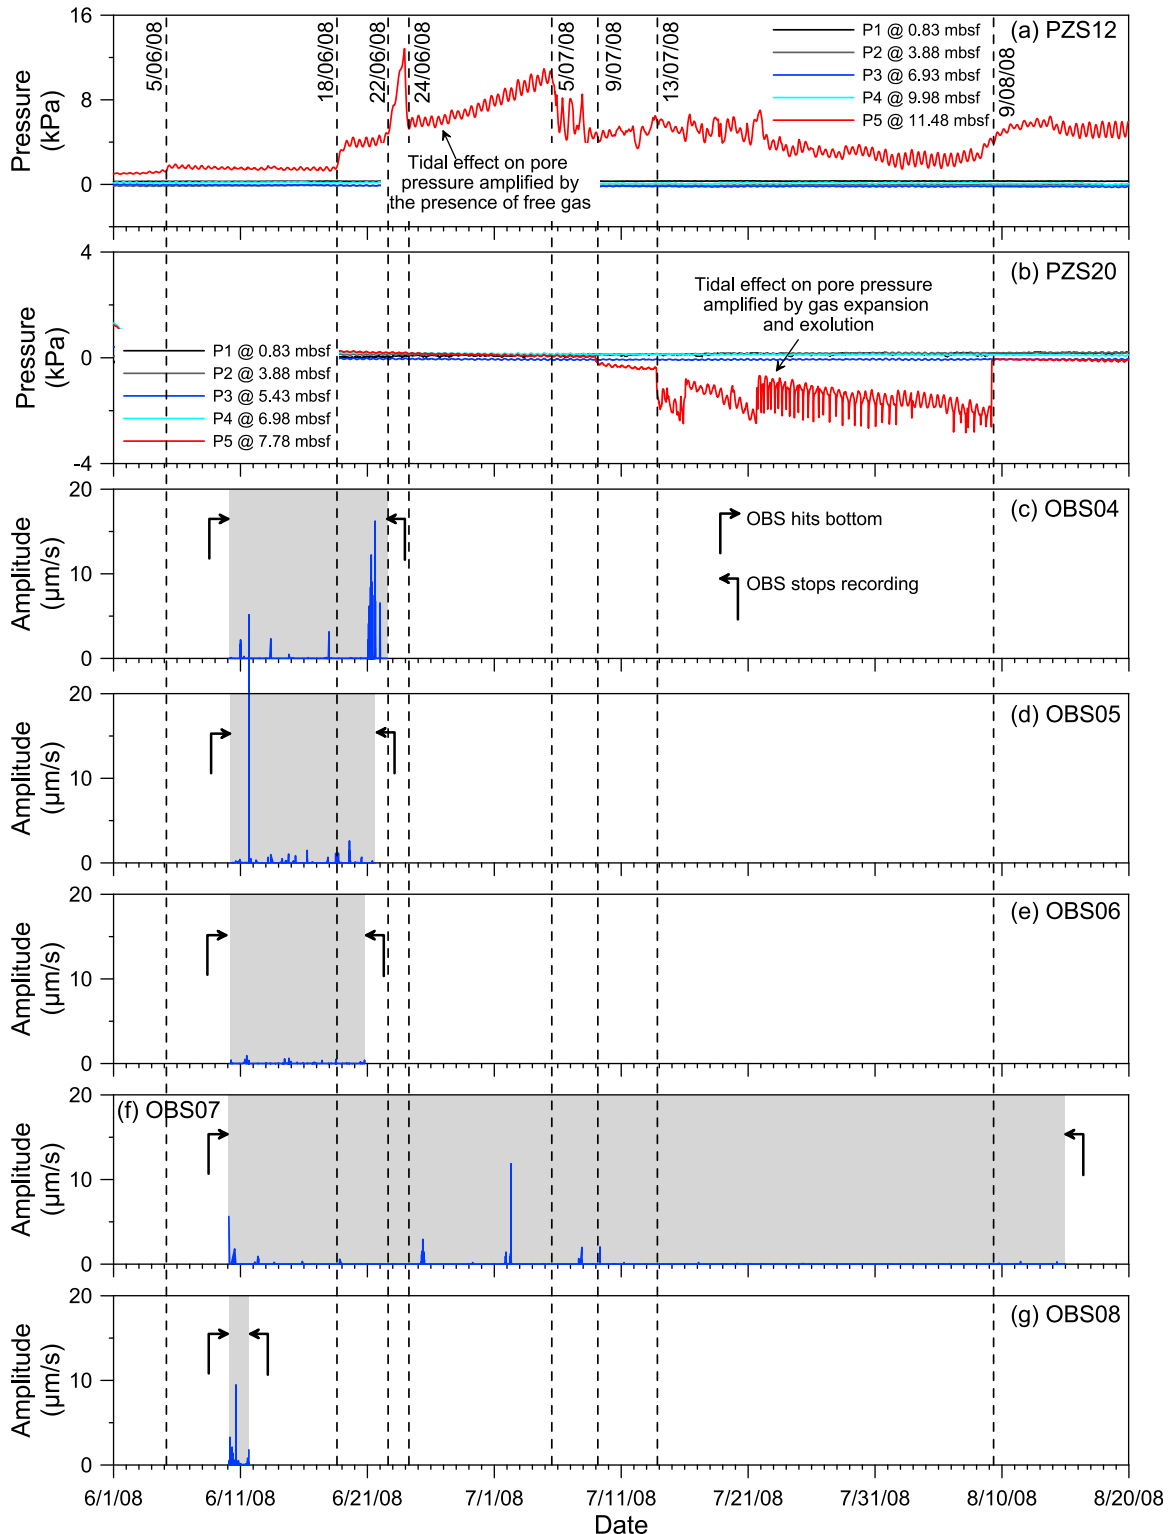 16
8
0
Pressure
(kPa)
5/06/08
18/06/08
22/06/08
24/06/08
5/07/08
9/07/08
13/07/08
9/08/08
(a) PZS12
P1 @ 0.83 mbsf
P2 @ 3.88 mbsf
P3 @ 6.93 mbsf
P4 @ 9.98 mbsf
P5 @ 11.48 mbsf
Tidal effect on pore
pressure amplified by
the presence of free gas
4
0
-4
Pressure
(kPa)
(b) PZS20
Tidal effect on pore pressure
amplified by gas expansion
and exolution
P1 @ 0.83 mbsf
P2 @ 3.88 mbsf
P3 @ 5.43 mbsf
P4 @ 6.98 mbsf
P5 @ 7.78 mbsf
20
10
0
Amplitude
(µm/s)
(c) OBS04
OBS hits bottom
OBS stops recording
20
10
0
Amplitude
(µm/s)
(d) OBS05
20
10
0
Amplitude
(µm/s)
(e) OBS06
20
10
0
Amplitude
(µm/s)
(f) OBS07
20
10
0
Amplitude
(µm/s)
(g) OBS08
6/1/08 6/11/08 6/21/08 7/1/08 7/11/08 7/21/08 7/31/08 8/10/08 8/20/08
Date